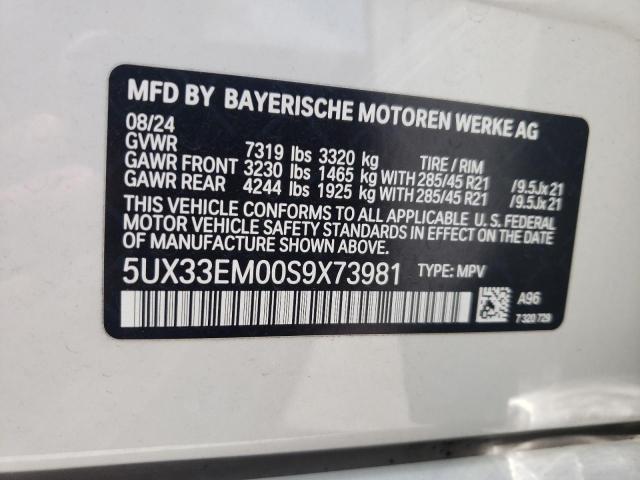 MFD BY BAYERISCHE MOTOREN WERKE AG
08/24
GVWR 7319 lbs 3320 kg TIRE / RIM
GAWR FRONT 3230 lbs 1465 kg WITH 285/45 R21 /9.5Jx21
GAWR REAR 4244 lbs 1925 kg WITH 285/45 R21 /9.5Jx21
THIS VEHICLE CONFORMS TO ALL APPLICABLE U.S. FEDERAL
MOTOR VEHICLE SAFETY STANDARDS IN EFFECT ON THE DATE OF
MANUFACTURE SHOWN ABOVE.
5UX33EM00S9X73981 TYPE: MPV
A96
7 320 729